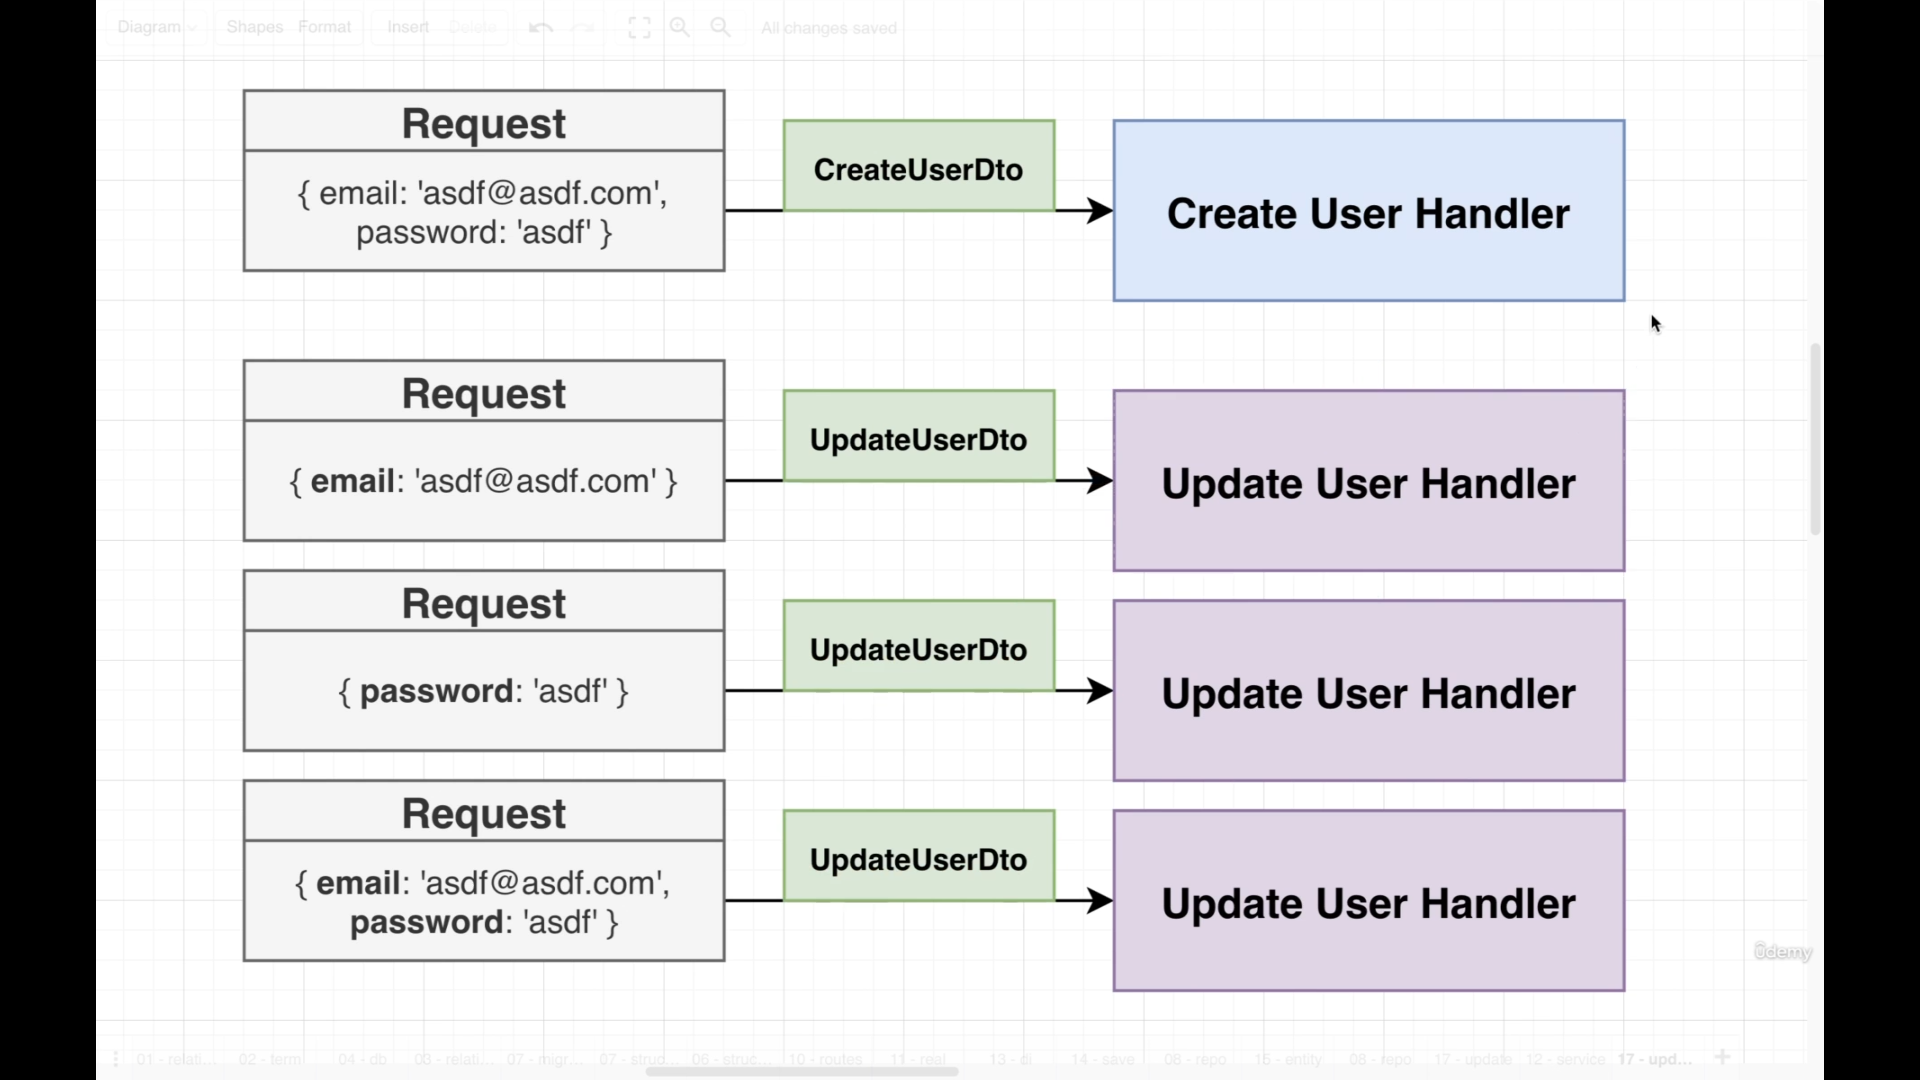 Diagram
Shapes Format
Insert Delete
All changes saved
Request
{ email: 'asdf@asdf.com',
password: 'asdf' }
CreateUserDto
Create User Handler
Request
{ email: 'asdf@asdf.com' }
UpdateUserDto
Update User Handler
Request
{ password: 'asdf' }
UpdateUserDto
Update User Handler
Request
{ email: 'asdf@asdf.com',
password: 'asdf' }
UpdateUserDto
Update User Handler
ûdemy
01 - relati... 02 - term 04 - db 03 - relati... 07 - migr... 07 - struc... 06 - struc... 10 - routes 11 - real 13 - di 14 - save 08 - repo 15 - entity 08 - repo 17 - update 12 - service 17 - upd...